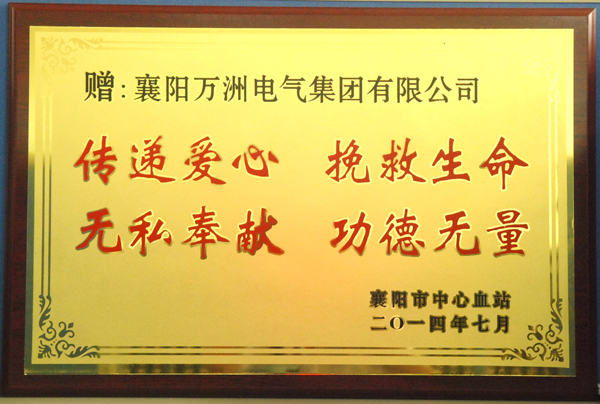 赠:襄阳万洲电气集团有限公司
传递爱心 挽救生命
无私奉献 功德无量
襄阳市中心血站
二〇一四年七月